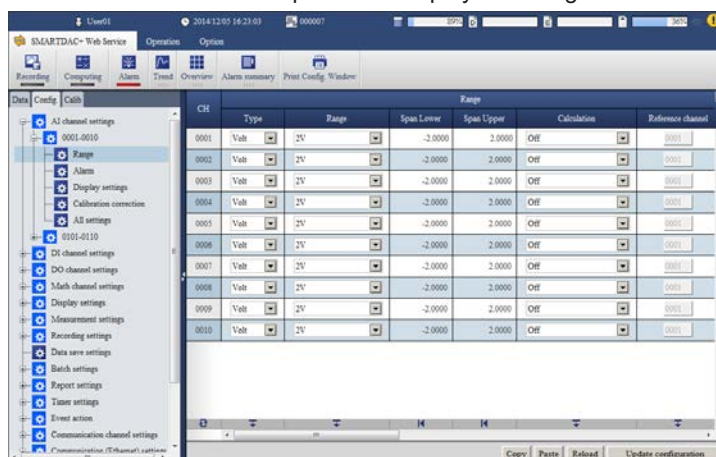 User01 2014/12/05 16:23:03 000007 36%
SMARTDAC+ Web Service Operation Option
Recording Computing Alarm Trend Overview Alarm summary Print Config. Window
Data Config. Calib
AI channel settings
0001-0010
Range
Alarm
Display settings
Calibration correction
All settings
0101-0110
DI channel settings
DO channel settings
Math channel settings
Display settings
Measurement settings
Recording settings
Data save settings
Batch settings
Report settings
Timer settings
Event action
Communication channel settings
Communication (Ethernet) settings
Range
CH Type Range Span Lower Span Upper Calculation Reference channel
0001 Volt 2V -2.0000 2.0000 Off 0001
0002 Volt 2V -2.0000 2.0000 Off 0001
0003 Volt 2V -2.0000 2.0000 Off 0001
0004 Volt 2V -2.0000 2.0000 Off 0001
0005 Volt 2V -2.0000 2.0000 Off 0001
0006 Volt 2V -2.0000 2.0000 Off 0001
0007 Volt 2V -2.0000 2.0000 Off 0001
0008 Volt 2V -2.0000 2.0000 Off 0001
0009 Volt 2V -2.0000 2.0000 Off 0001
0010 Volt 2V -2.0000 2.0000 Off 0001
Copy Paste Reload Update configuration